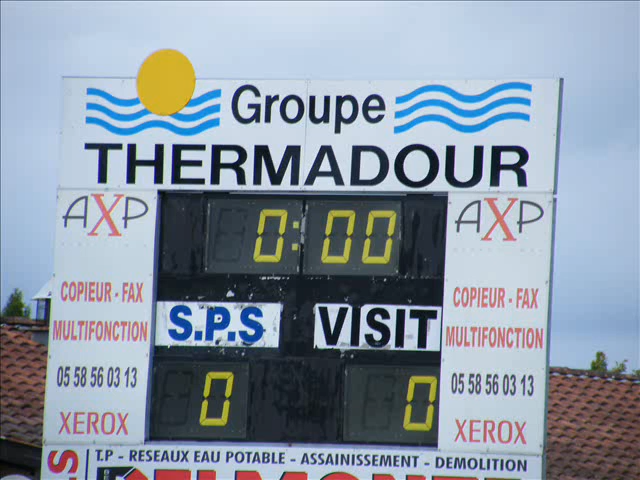 Groupe
THERMADOUR
AXP
COPIEUR - FAX
MULTIFONCTION
05 58 56 03 13
XEROX
0:00
S.P.S VISIT
0 0
AXP
COPIEUR - FAX
MULTIFONCTION
05 58 56 03 13
XEROX
T.P - RESEAUX EAU POTABLE - ASSAINISSEMENT - DEMOLITION